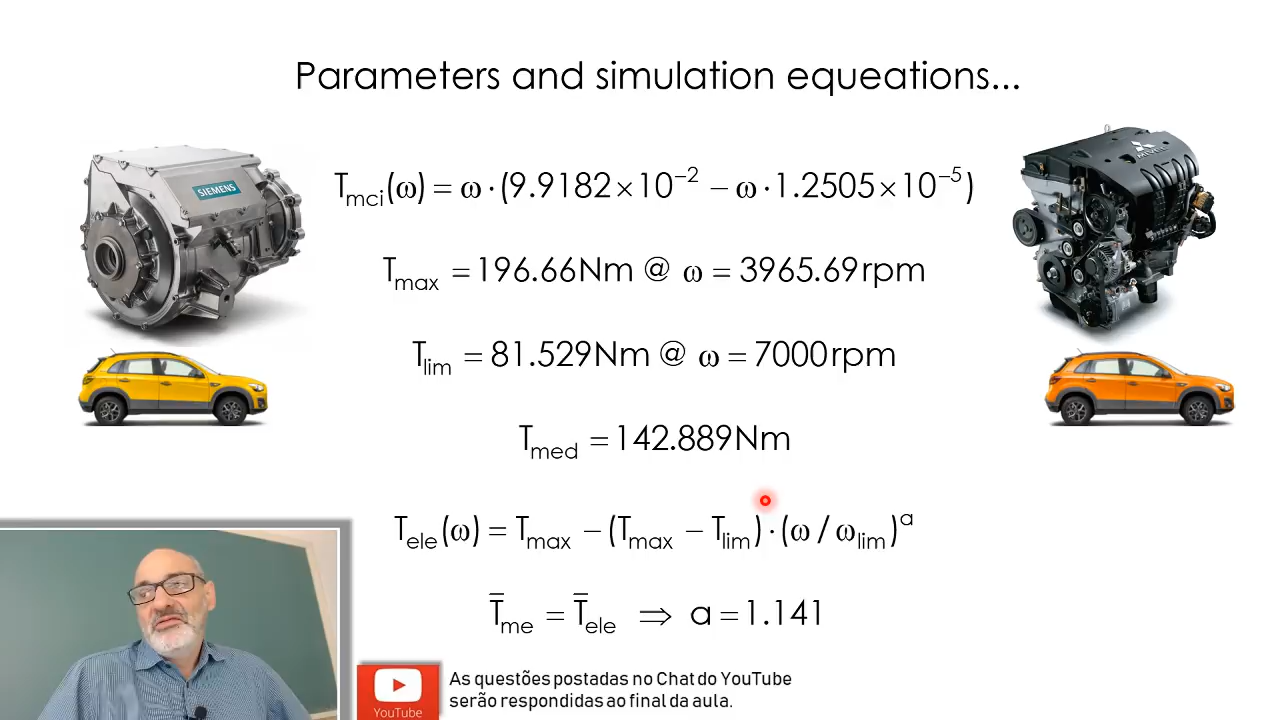 Parameters and simulation equeations...
SIEMENS
T_mci(ω) = ω · (9.9182 × 10⁻² − ω · 1.2505 × 10⁻⁵)
T_max = 196.66Nm @ ω = 3965.69rpm
T_lim = 81.529Nm @ ω = 7000rpm
T_med = 142.889Nm
T_ele(ω) = T_max − (T_max − T_lim) · (ω / ω_lim)ᵃ
T̅_me = T̅_ele ⇒ a = 1.141
As questões postadas no Chat do YouTube
serão respondidas ao final da aula.
YouTube